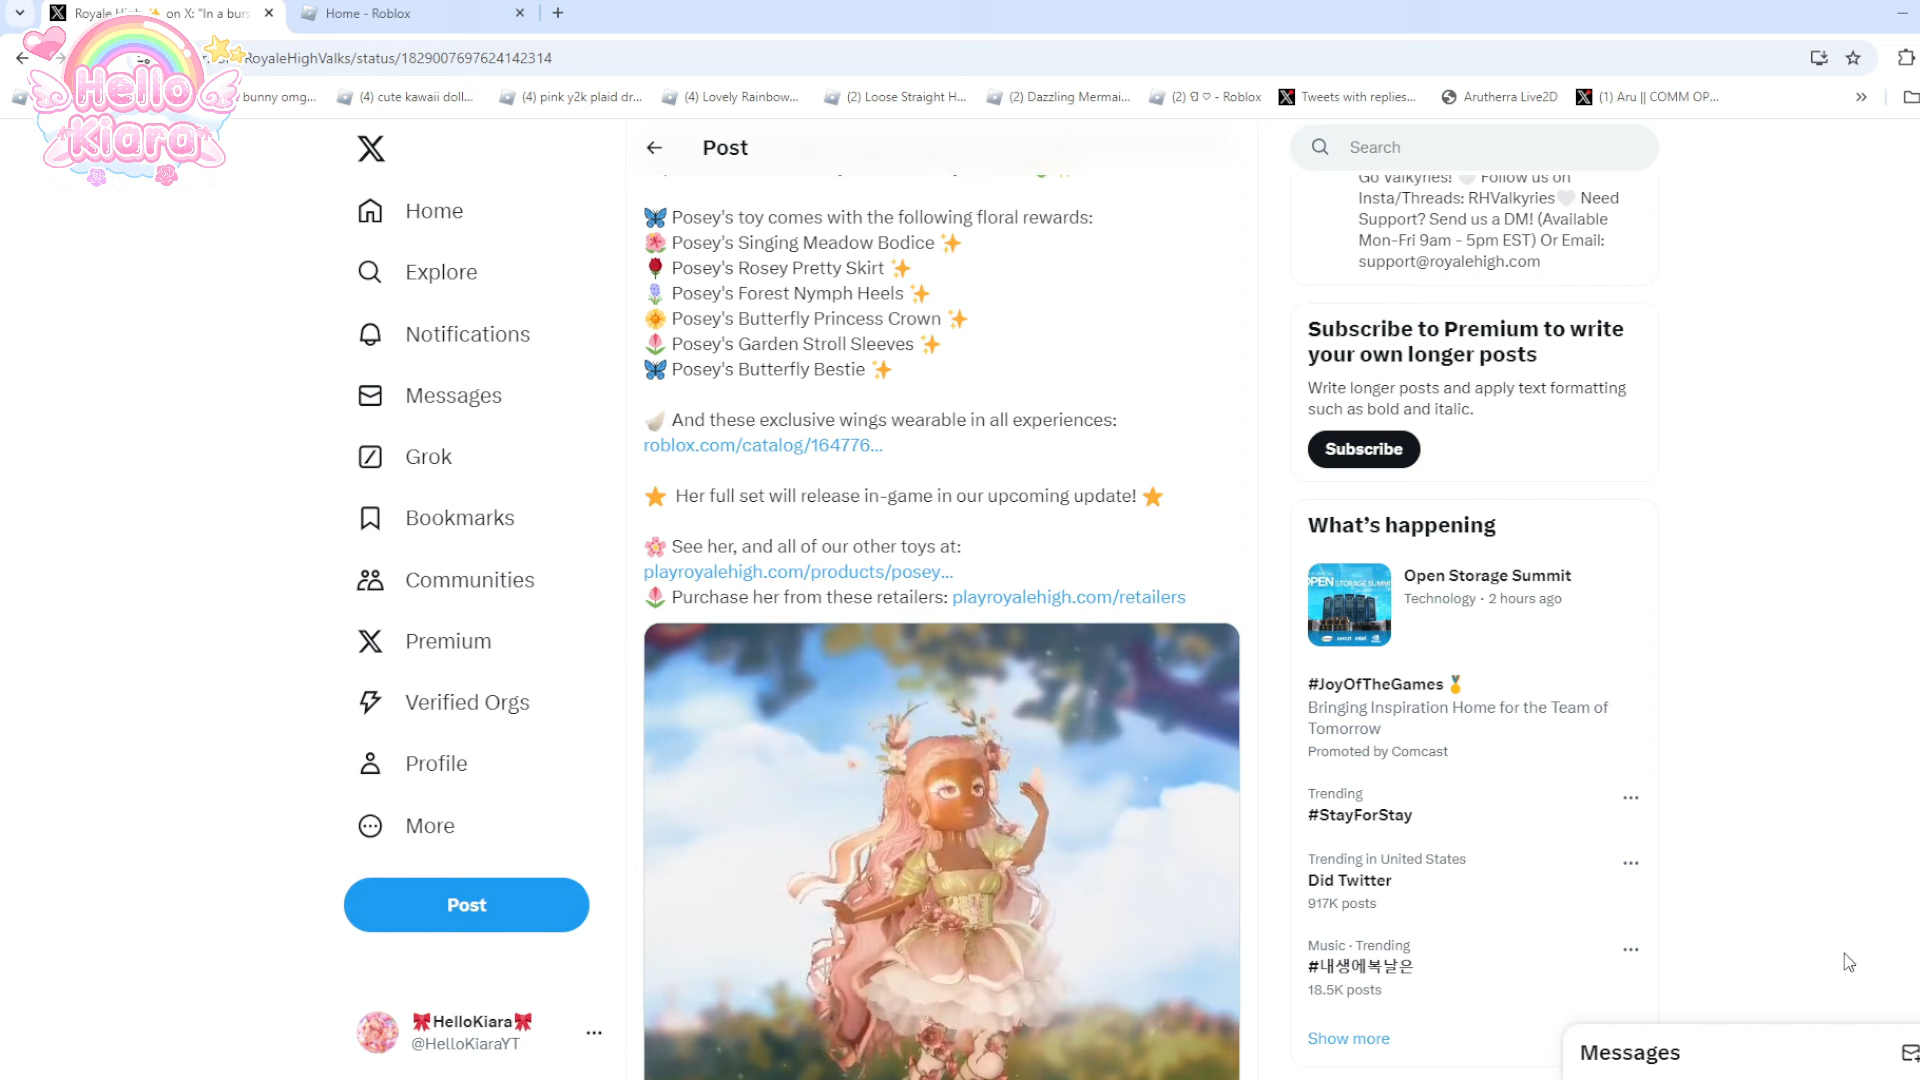 Royale High ✨ on X: "In a burs
Home - Roblox
RoyaleHighValks/status/1829007697624142314
Hello
Kiara
bunny omg...
(4) cute kawaii doll...
(4) pink y2k plaid dr...
(4) Lovely Rainbow...
(2) Loose Straight H...
(2) Dazzling Mermai...
- Roblox
Tweets with replies...
Arutherra Live2D
(1) Aru || COMM OP...
Home
Explore
Notifications
Messages
Grok
Bookmarks
Communities
Premium
Verified Orgs
Profile
More
Post
🎀HelloKiara🎀
@HelloKiaraYT
Post
🦋 Posey's toy comes with the following floral rewards:
🌺 Posey's Singing Meadow Bodice ✨
🌹 Posey's Rosey Pretty Skirt ✨
🪻 Posey's Forest Nymph Heels ✨
🌼 Posey's Butterfly Princess Crown ✨
🌷 Posey's Garden Stroll Sleeves ✨
🦋 Posey's Butterfly Bestie ✨
🪽 And these exclusive wings wearable in all experiences:
roblox.com/catalog/164776...
⭐ Her full set will release in-game in our upcoming update! ⭐
🌸 See her, and all of our other toys at:
playroyalehigh.com/products/posey...
🌷 Purchase her from these retailers: playroyalehigh.com/retailers
Search
Go Valkyries! 🤍 Follow us on
Insta/Threads: RHValkyries🤍 Need
Support? Send us a DM! (Available
Mon-Fri 9am - 5pm EST) Or Email:
support@royalehigh.com
Subscribe to Premium to write
your own longer posts
Write longer posts and apply text formatting
such as bold and italic.
Subscribe
What's happening
OPEN STORAGE SUMMIT
Open Storage Summit
Technology · 2 hours ago
#JoyOfTheGames 🏅
Bringing Inspiration Home for the Team of
Tomorrow
Promoted by Comcast
Trending
#StayForStay
Trending in United States
Did Twitter
917K posts
Music · Trending
#내생에복날은
18.5K posts
Show more
Messages